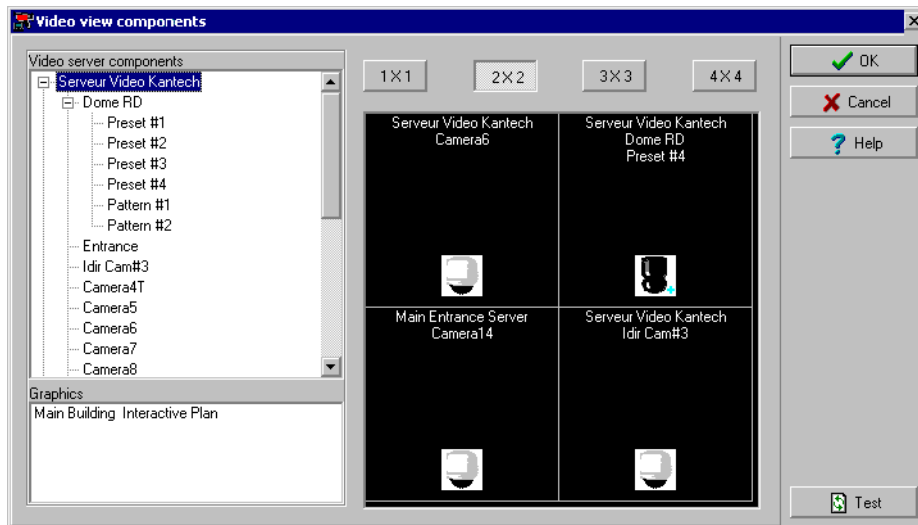 Video view components
Video server components
Serveur Video Kantech
Dome RD
Preset #1
Preset #2
Preset #3
Preset #4
Pattern #1
Pattern #2
Entrance
Idir Cam#3
Camera4T
Camera5
Camera6
Camera7
Camera8
Graphics
Main Building Interactive Plan
1X1 2X2 3X3 4X4
Serveur Video Kantech
Camera6
Serveur Video Kantech
Dome RD
Preset #4
Main Entrance Server
Camera14
Serveur Video Kantech
Idir Cam#3
OK
Cancel
Help
Test